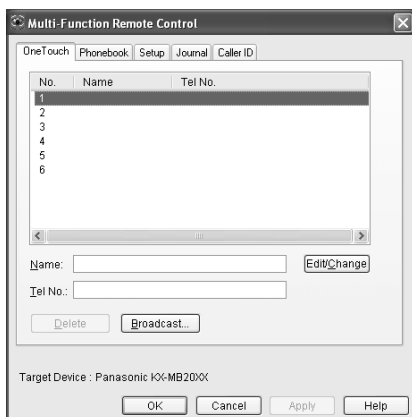 Multi-Function Remote Control
OneTouch Phonebook Setup Journal Caller ID
No. Name Tel No.
1
2
3
4
5
6
Name: Edit/Change
Tel No.:
Delete Broadcast...
Target Device : Panasonic KX-MB20XX
OK Cancel Apply Help